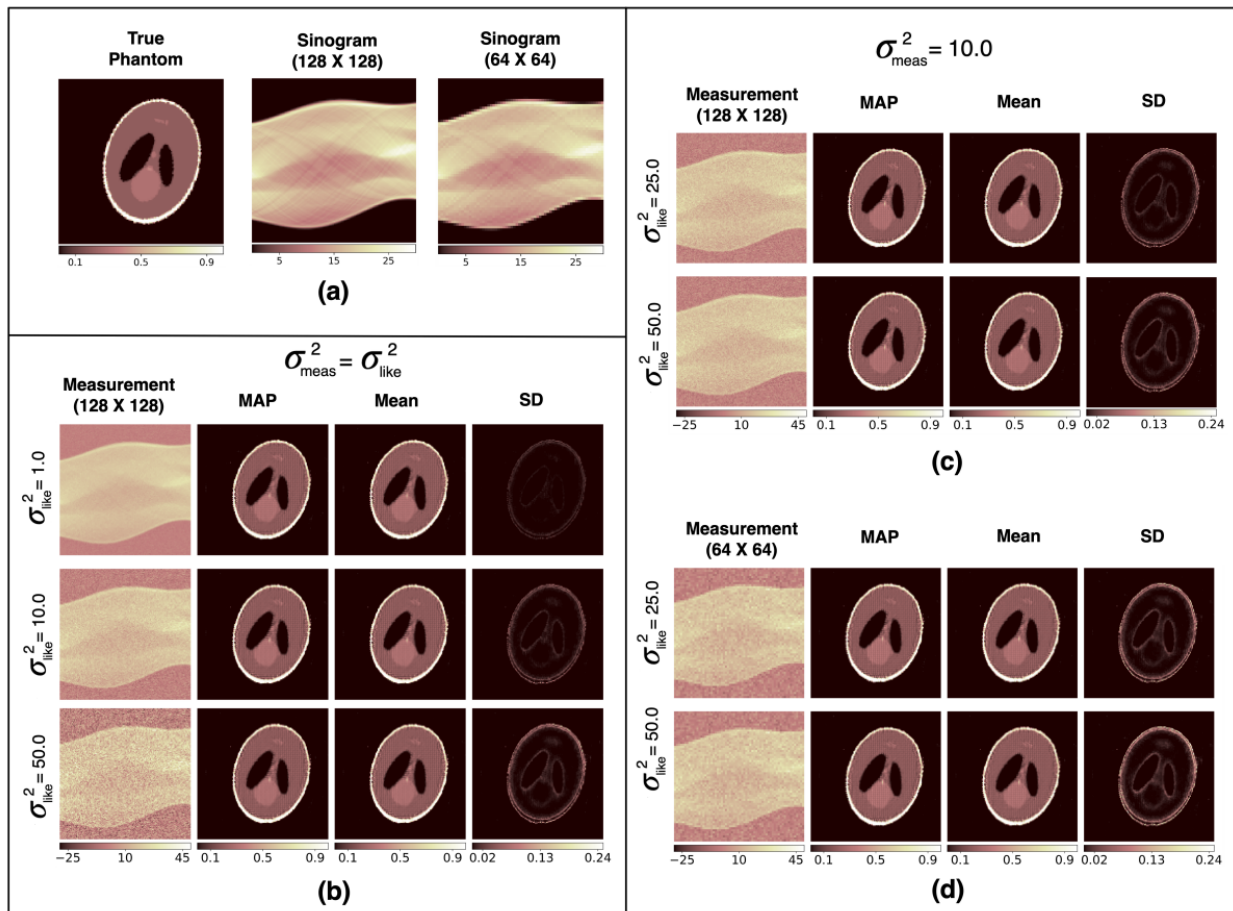 True Phantom
Sinogram (128 X 128)
Sinogram (64 X 64)
0.1 0.5 0.9
5 15 25
5 15 25
(a)
σ²meas = σ²like
Measurement (128 X 128)
MAP
Mean
SD
σ²like = 1.0
σ²like = 10.0
σ²like = 50.0
−25 10 45
0.1 0.5 0.9
0.1 0.5 0.9
0.02 0.13 0.24
(b)
σ²meas = 10.0
Measurement (128 X 128)
MAP
Mean
SD
σ²like = 25.0
σ²like = 50.0
−25 10 45
0.1 0.5 0.9
0.1 0.5 0.9
0.02 0.13 0.24
(c)
Measurement (64 X 64)
MAP
Mean
SD
σ²like = 25.0
σ²like = 50.0
−25 10 45
0.1 0.5 0.9
0.1 0.5 0.9
0.02 0.13 0.24
(d)